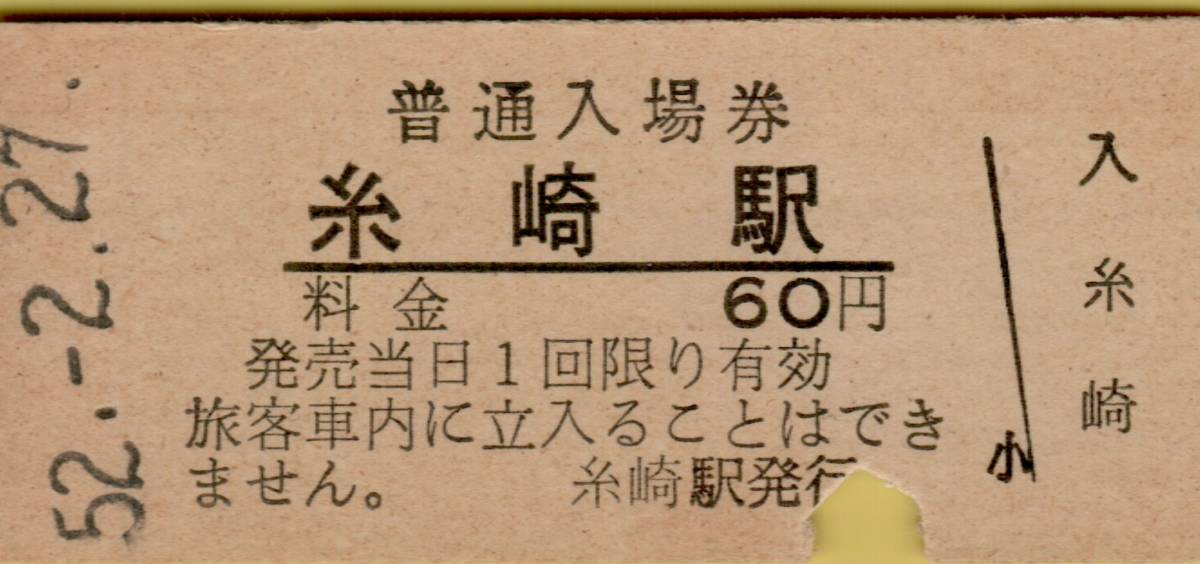 52.-2.27.
普通入場券
糸崎駅
料金 60円
発売当日1回限り有効
旅客車内に立入ることはでき
ません。 糸崎駅発行
小
入糸崎